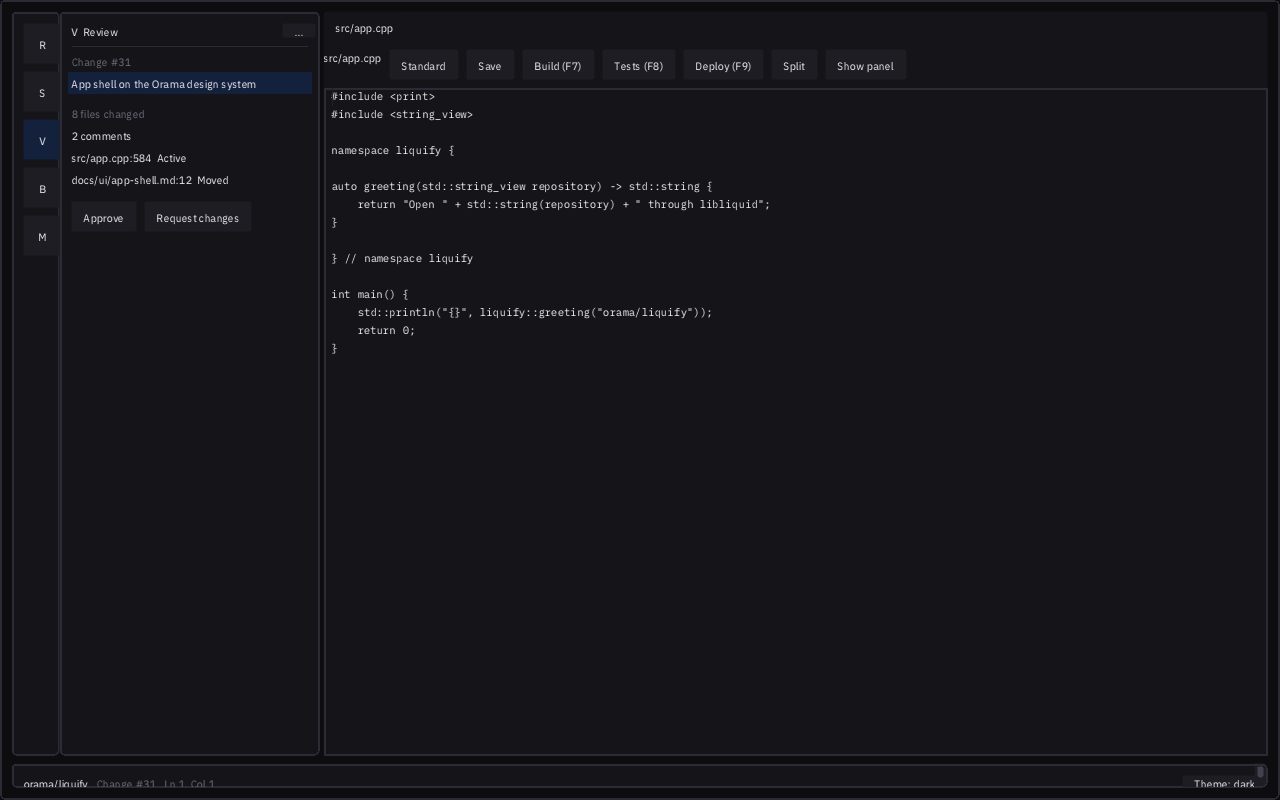 R
S
V
B
M
V Review
...
Change #31
App shell on the Orama design system
8 files changed
2 comments
src/app.cpp:584 Active
docs/ui/app-shell.md:12 Moved
Approve Request changes
src/app.cpp
src/app.cpp Standard Save Build (F7) Tests (F8) Deploy (F9) Split Show panel
#include <print>
#include <string_view>
namespace liquify {
auto greeting(std::string_view repository) -> std::string {
    return "Open " + std::string(repository) + " through libliquid";
}
} // namespace liquify
int main() {
    std::println("{}", liquify::greeting("orama/liquify"));
    return 0;
}
orama/liquify Change #31 Ln 1 Col 1 Theme: dark